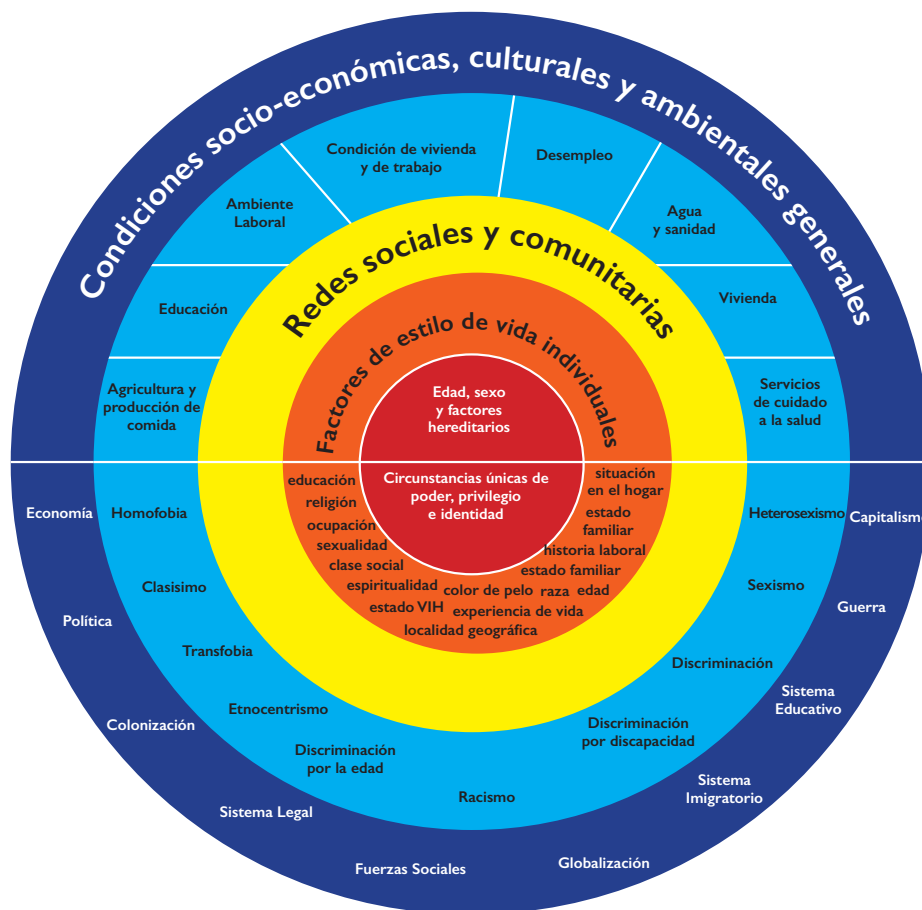 Condiciones socio-económicas, culturales y ambientales generales
Condición de vivienda
y de trabajo
Desempleo
Ambiente
Laboral
Agua
y sanidad
Educación
Vivienda
Agricultura y
producción de
comida
Servicios
de cuidado
a la salud
Redes sociales y comunitarias
Factores de estilo de vida individuales
Edad, sexo
y factores
hereditarios
Circunstancias únicas de
poder, privilegio
e identidad
educación
religión
ocupación
sexualidad
clase social
espiritualidad
estado VIH
color de pelo
localidad geográfica
experiencia de vida
raza
edad
estado familiar
historia laboral
estado
familiar
situación
en el hogar
Homofobia
Clasisimo
Transfobia
Etnocentrismo
Discriminación
por la edad
Racismo
Discriminación
por discapacidad
Discriminación
Sexismo
Heterosexismo
Economía
Política
Colonización
Sistema Legal
Fuerzas Sociales
Globalización
Sistema
Imigratorio
Sistema
Educativo
Guerra
Capitalismo